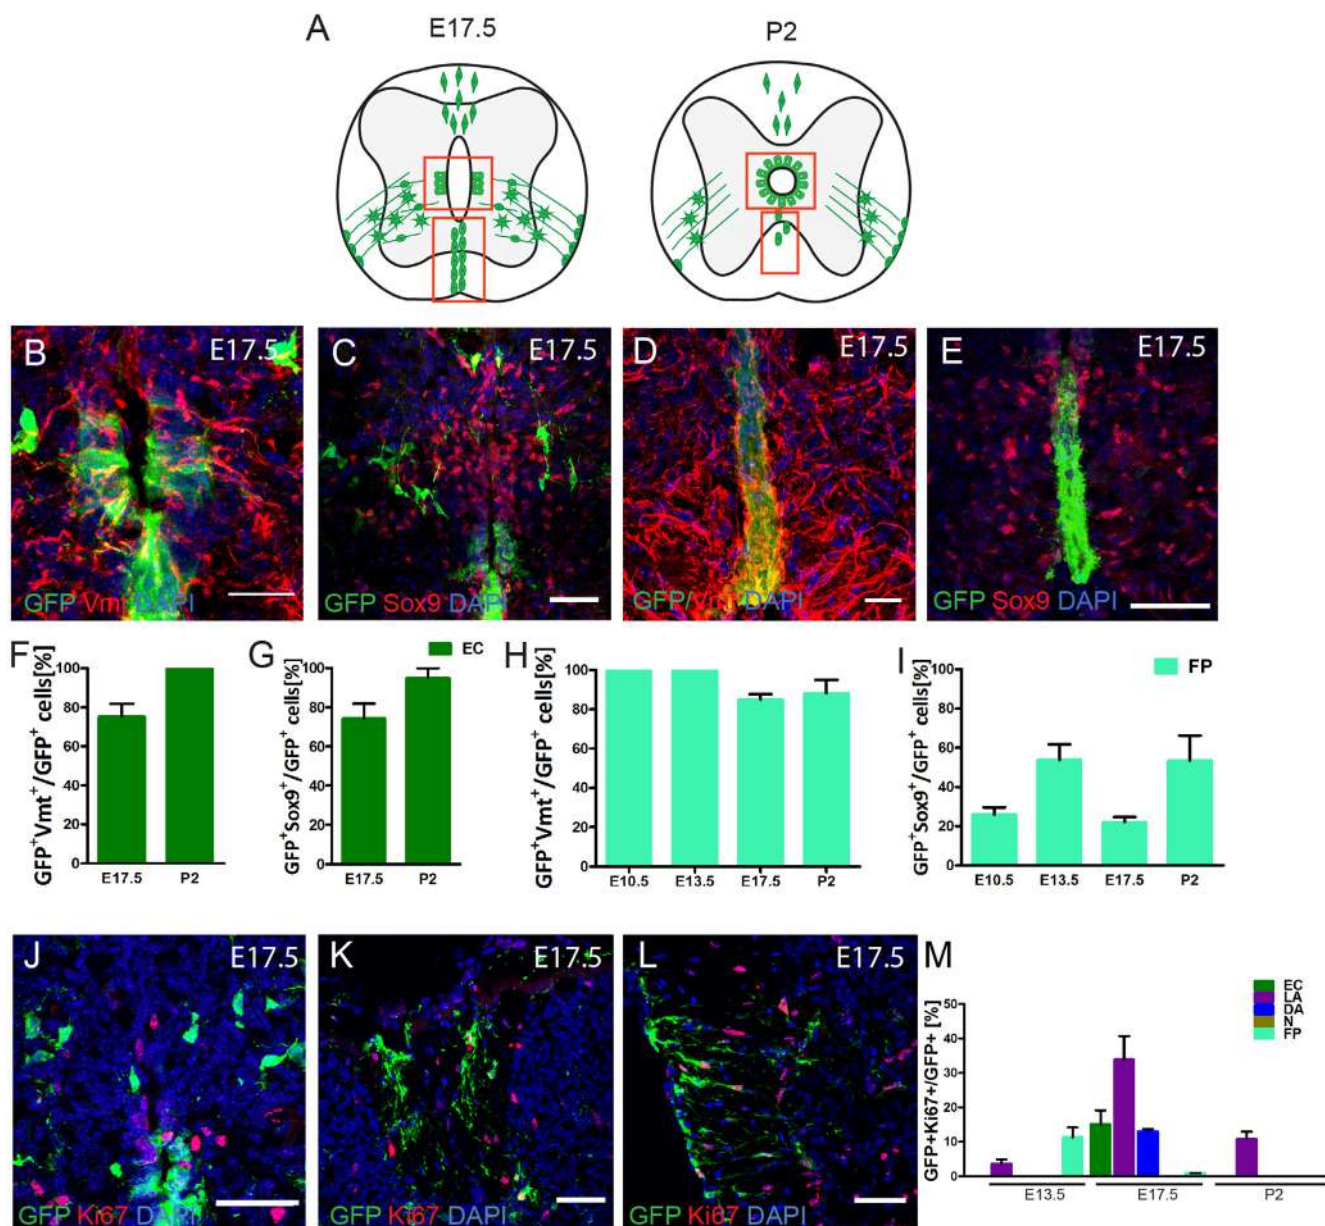 A
E17.5
P2
B
E17.5
GFP Vmt DAPI
C
E17.5
GFP Sox9 DAPI
D
E17.5
GFP/Vmt DAPI
E
E17.5
GFP Sox9 DAPI
F
GFP+Vmt+/GFP+ cells[%]
100
80
60
40
20
0
E17.5 P2
G
EC
GFP+Sox9+/GFP+ cells[%]
100
80
60
40
20
0
E17.5 P2
H
GFP+Vmt+/GFP+ cells[%]
100
80
60
40
20
0
E10.5 E13.5 E17.5 P2
I
FP
GFP+Sox9+/GFP+ cells[%]
100
80
60
40
20
0
E10.5 E13.5 E17.5 P2
J
E17.5
GFP Ki67 DAPI
K
E17.5
GFP Ki67 DAPI
L
E17.5
GFP Ki67 DAPI
M
EC
LA
DA
N
FP
GFP+Ki67+/GFP+ [%]
50
40
30
20
10
0
E13.5 E17.5 P2